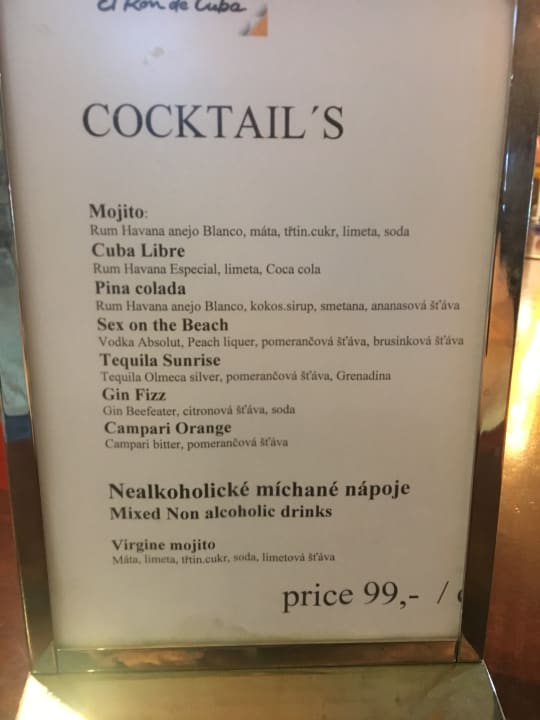 El Ron de Cuba
COCKTAIL´S
Mojito:
Rum Havana anejo Blanco, máta, třtin.cukr, limeta, soda
Cuba Libre
Rum Havana Especial, limeta, Coca cola
Pina colada
Rum Havana anejo Blanco, kokos.sirup, smetana, ananasová šťáva
Sex on the Beach
Vodka Absolut, Peach liquer, pomerančová šťáva, brusinková šťáva
Tequila Sunrise
Tequila Olmeca silver, pomerančová šťáva, Grenadina
Gin Fizz
Gin Beefeater, citronová šťáva, soda
Campari Orange
Campari bitter, pomerančová šťáva
Nealkoholické míchané nápoje
Mixed Non alcoholic drinks
Virgine mojito
Máta, limeta, třtin.cukr, soda, limetová šťáva
price 99,- /